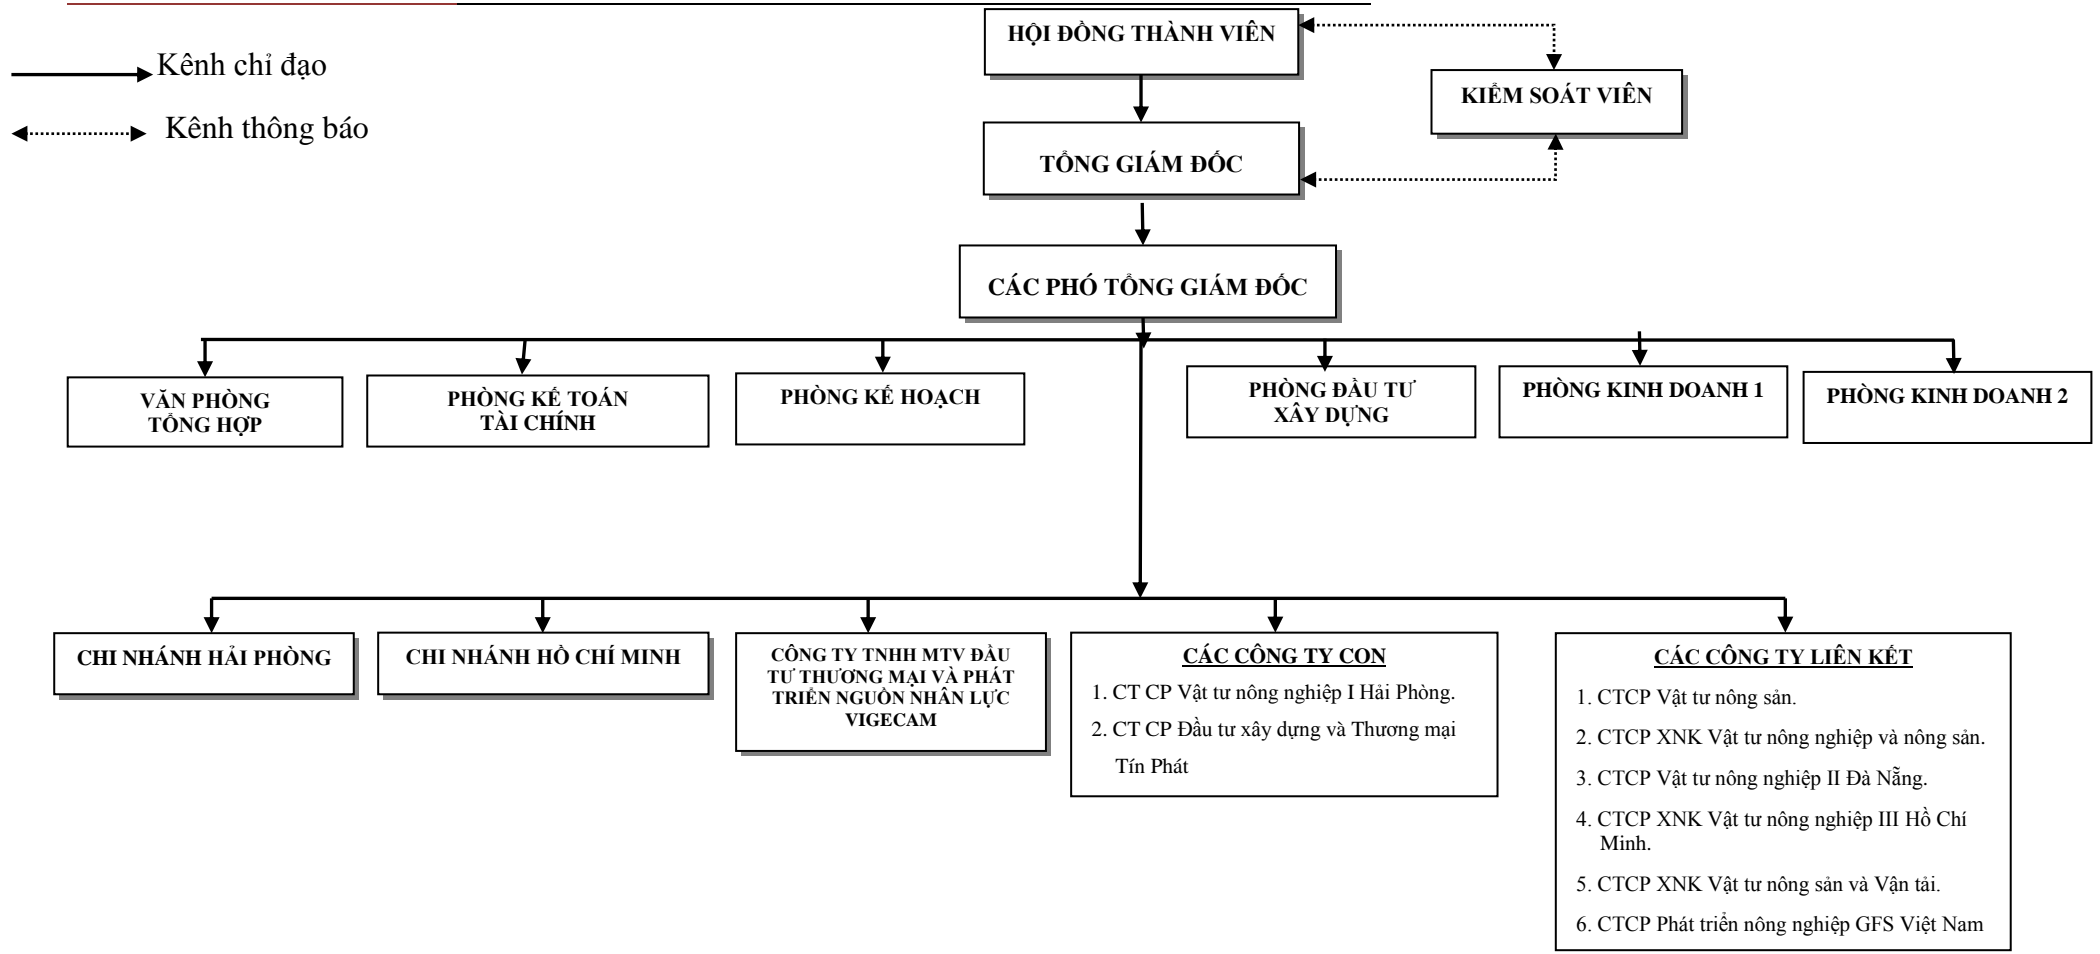 HỘI ĐỒNG THÀNH VIÊN
Kênh chỉ đạo
KIỂM SOÁT VIÊN
Kênh thông báo
TỔNG GIÁM ĐỐC
CÁC PHÓ TỔNG GIÁM ĐỐC
VĂN PHÒNG
TỔNG HỢP
PHÒNG KẾ TOÁN
TÀI CHÍNH
PHÒNG KẾ HOẠCH
PHÒNG ĐẦU TƯ
XÂY DỰNG
PHÒNG KINH DOANH 1
PHÒNG KINH DOANH 2
CHI NHÁNH HẢI PHÒNG
CHI NHÁNH HỒ CHÍ MINH
CÔNG TY TNHH MTV ĐẦU
TƯ THƯƠNG MẠI VÀ PHÁT
TRIỂN NGUỒN NHÂN LỰC
VIGECAM
CÁC CÔNG TY CON
1. CT CP Vật tư nông nghiệp I Hải Phòng.
2. CT CP Đầu tư xây dựng và Thương mại
Tín Phát
CÁC CÔNG TY LIÊN KẾT
1. CTCP Vật tư nông sản.
2. CTCP XNK Vật tư nông nghiệp và nông sản.
3. CTCP Vật tư nông nghiệp II Đà Nẵng.
4. CTCP XNK Vật tư nông nghiệp III Hồ Chí
Minh.
5. CTCP XNK Vật tư nông sản và Vận tải.
6. CTCP Phát triển nông nghiệp GFS Việt Nam